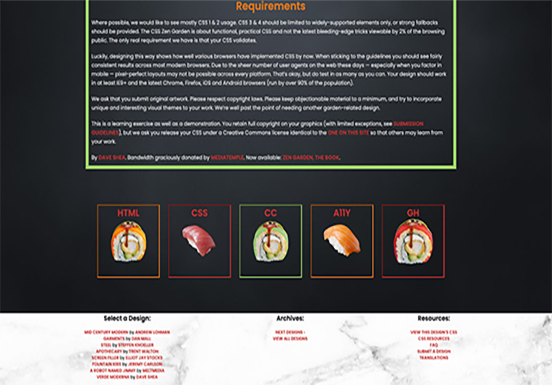 Requirements
Where possible, we would like to see mostly CSS 1 & 2 usage. CSS 3 & 4 should be limited to widely-supported elements only, or strong fallbacks
should be provided. The CSS Zen Garden is about functional, practical CSS and not the latest bleeding-edge tricks viewable by 2% of the browsing
public. The only real requirement we have is that your CSS validates.
Luckily, designing this way shows how well various browsers have implemented CSS by now. When sticking to the guidelines you should see fairly
consistent results across most modern browsers. Due to the sheer number of user agents on the web these days — especially when you factor in
mobile — pixel-perfect layouts may not be possible across every platform. That's okay, but do test in as many as you can. Your design should work
in at least IE9+ and the latest Chrome, Firefox, iOS and Android browsers (run by over 90% of the population).
We ask that you submit original artwork. Please respect copyright laws. Please keep objectionable material to a minimum, and try to incorporate
unique and interesting visual themes to your work. We're well past the point of needing another garden-related design.
This is a learning exercise as well as a demonstration. You retain full copyright on your graphics (with limited exceptions, see SUBMISSION
GUIDELINES), but we ask you release your CSS under a Creative Commons license identical to the ONE ON THIS SITE so that others may learn from
your work.
By DAVE SHEA. Bandwidth graciously donated by MEDIATEMPLE. Now available: ZEN GARDEN, THE BOOK.
HTML CSS CC A11Y GH
Select a Design: Archives: Resources:
MID CENTURY MODERN by ANDREW LOHMAN NEXT DESIGNS › VIEW THIS DESIGN'S CSS
GARMENTS by DAN MALL VIEW ALL DESIGNS CSS RESOURCES
STEEL by STEFFEN KNOELLER FAQ
APOTHECARY by TRENT WALTON SUBMIT A DESIGN
SCREEN FILLER by ELLIOT JAY STOCKS TRANSLATIONS
FOUNTAIN KISS by JEREMY CARLSON
A ROBOT NAMED JIMMY by MELTMEDIA
VERDE MODERNA by DAVE SHEA